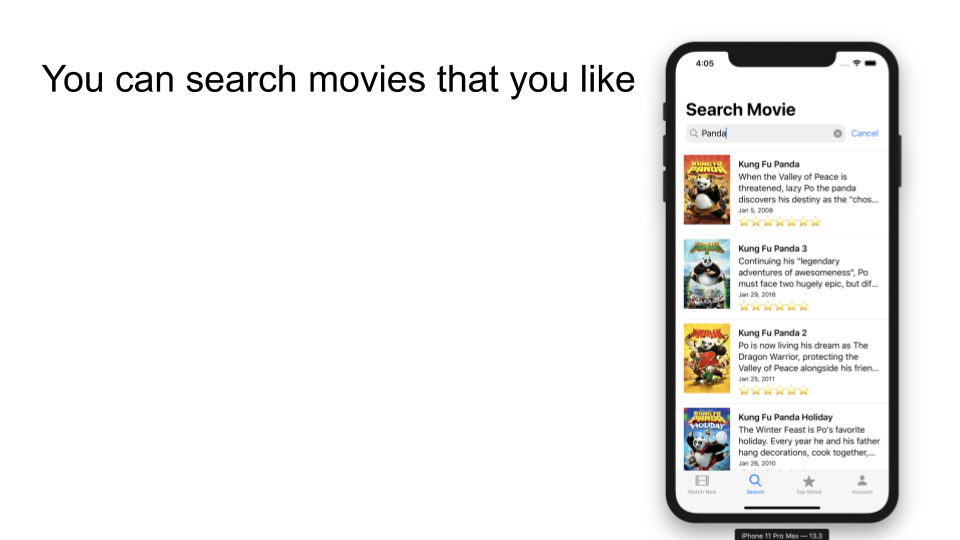 You can search movies that you like
4:05
Search Movie
Panda
Cancel
KUNG FU
PANDA
Kung Fu Panda
When the Valley of Peace is
threatened, lazy Po the panda
discovers his destiny as the "chos...
Jan 5, 2008
Kung Fu Panda 3
Continuing his "legendary
adventures of awesomeness", Po
must face two hugely epic, but dif...
Jan 29, 2016
Kung Fu Panda 2
Po is now living his dream as The
Dragon Warrior, protecting the
Valley of Peace alongside his frien...
Jan 25, 2011
KUNG FU
PANDA
HOLIDAY
Kung Fu Panda Holiday
The Winter Feast is Po's favorite
holiday. Every year he and his father
hang decorations, cook together,...
Jan 26, 2010
Watch Now
Search
Top Rated
Account
iPhone 11 Pro Max — 13.3